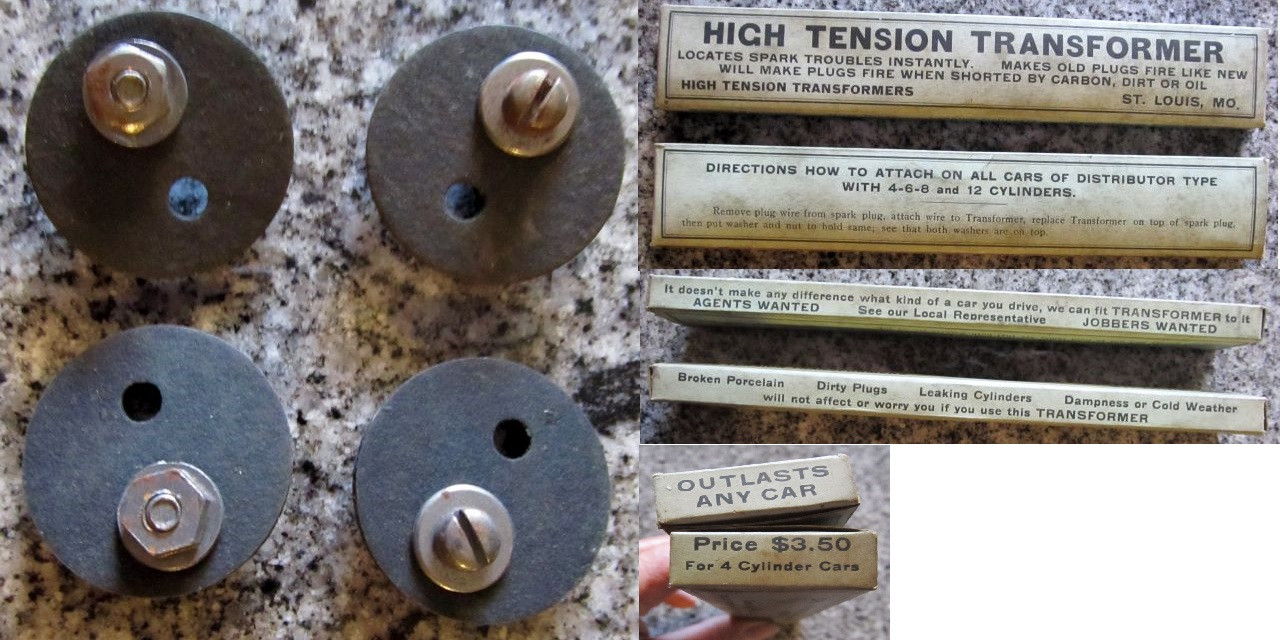 HIGH TENSION TRANSFORMER
LOCATES SPARK TROUBLES INSTANTLY. MAKES OLD PLUGS FIRE LIKE NEW
WILL MAKE PLUGS FIRE WHEN SHORTED BY CARBON, DIRT OR OIL
HIGH TENSION TRANSFORMERS ST. LOUIS, MO.
DIRECTIONS HOW TO ATTACH ON ALL CARS OF DISTRIBUTOR TYPE
WITH 4-6-8 and 12 CYLINDERS.
Remove plug wire from spark plug, attach wire to Transformer, replace Transformer on top of spark plug,
then put washer and nut to hold same; see that both washers are on top.
It doesn't make any difference what kind of a car you drive, we can fit TRANSFORMER to it
AGENTS WANTED See our Local Representative JOBBERS WANTED
Broken Porcelain Dirty Plugs Leaking Cylinders Dampness or Cold Weather
will not affect or worry you if you use this TRANSFORMER
OUTLASTS
ANY CAR
Price $3.50
For 4 Cylinder Cars